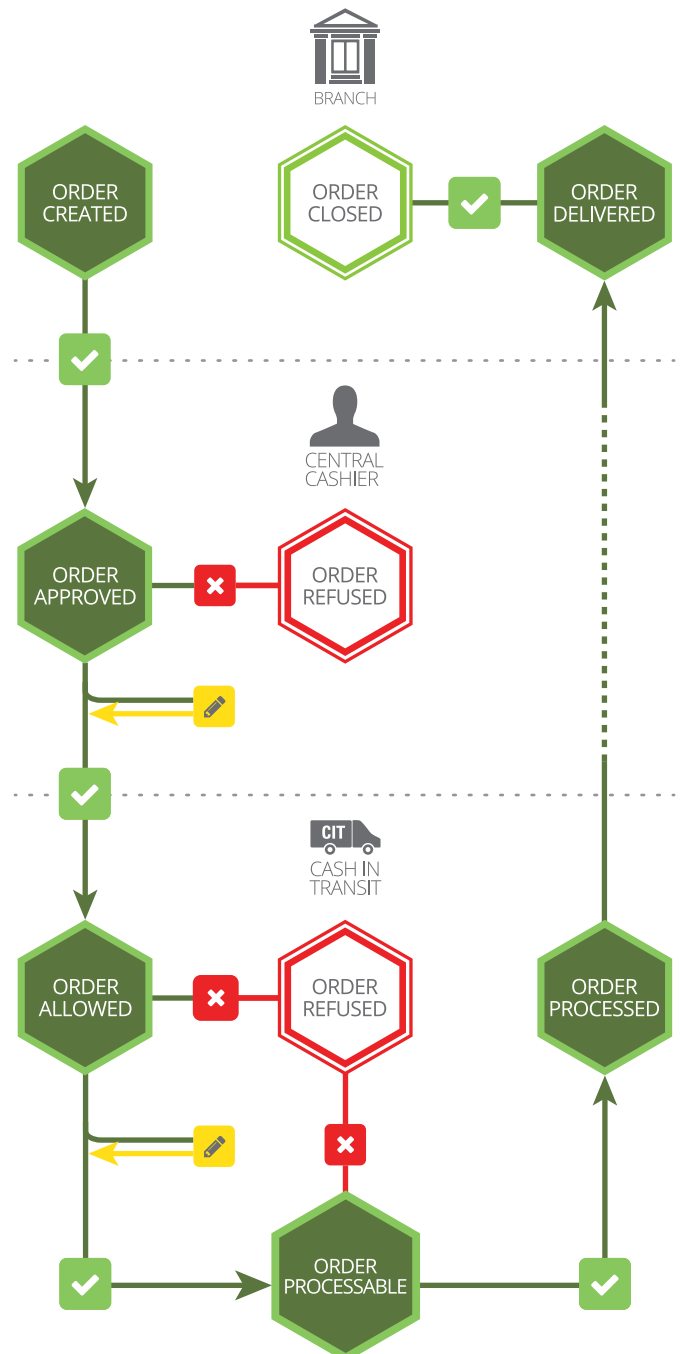 BRANCH
ORDER
CREATED
ORDER
CLOSED
ORDER
DELIVERED
CENTRAL
CASHIER
ORDER
APPROVED
ORDER
REFUSED
CIT
CASH IN
TRANSIT
ORDER
ALLOWED
ORDER
REFUSED
ORDER
PROCESSED
ORDER
PROCESSABLE